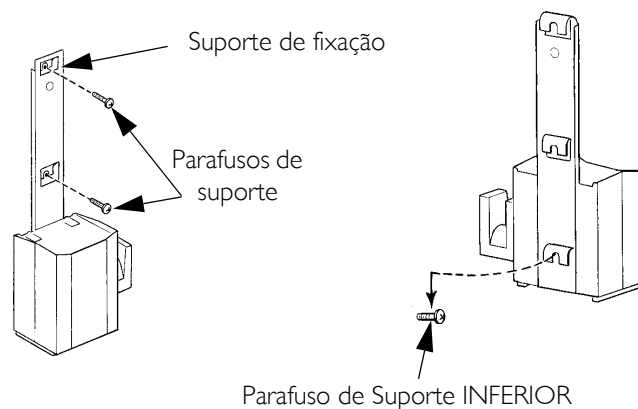 Suporte de fixação
Parafusos de
suporte
Parafuso de Suporte INFERIOR